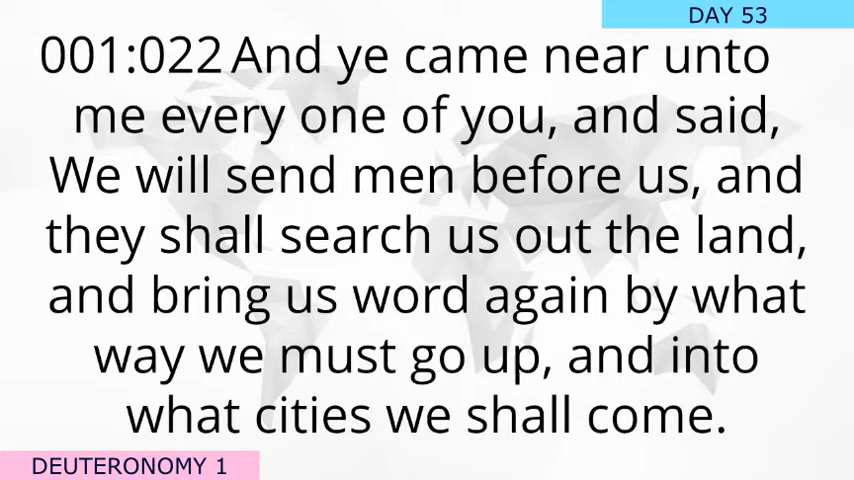 DAY 53
001:022 And ye came near unto
me every one of you, and said,
We will send men before us, and
they shall search us out the land,
and bring us word again by what
way we must go up, and into
what cities we shall come.
DEUTERONOMY 1